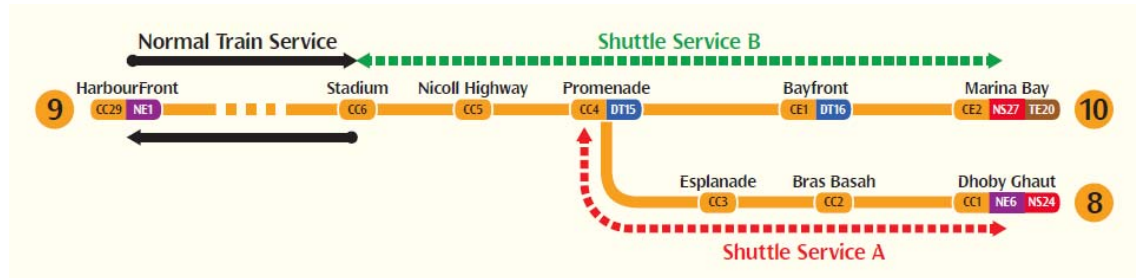 Normal Train Service
Shuttle Service B
HarbourFront
Stadium
Nicoll Highway
Promenade
Bayfront
Marina Bay
9
CC29 NE1
CC6
CC5
CC4 DT15
CE1 DT16
CE2 NS27 TE20
10
Esplanade
Bras Basah
Dhoby Ghaut
CC3
CC2
CC1 NE6 NS24
8
Shuttle Service A